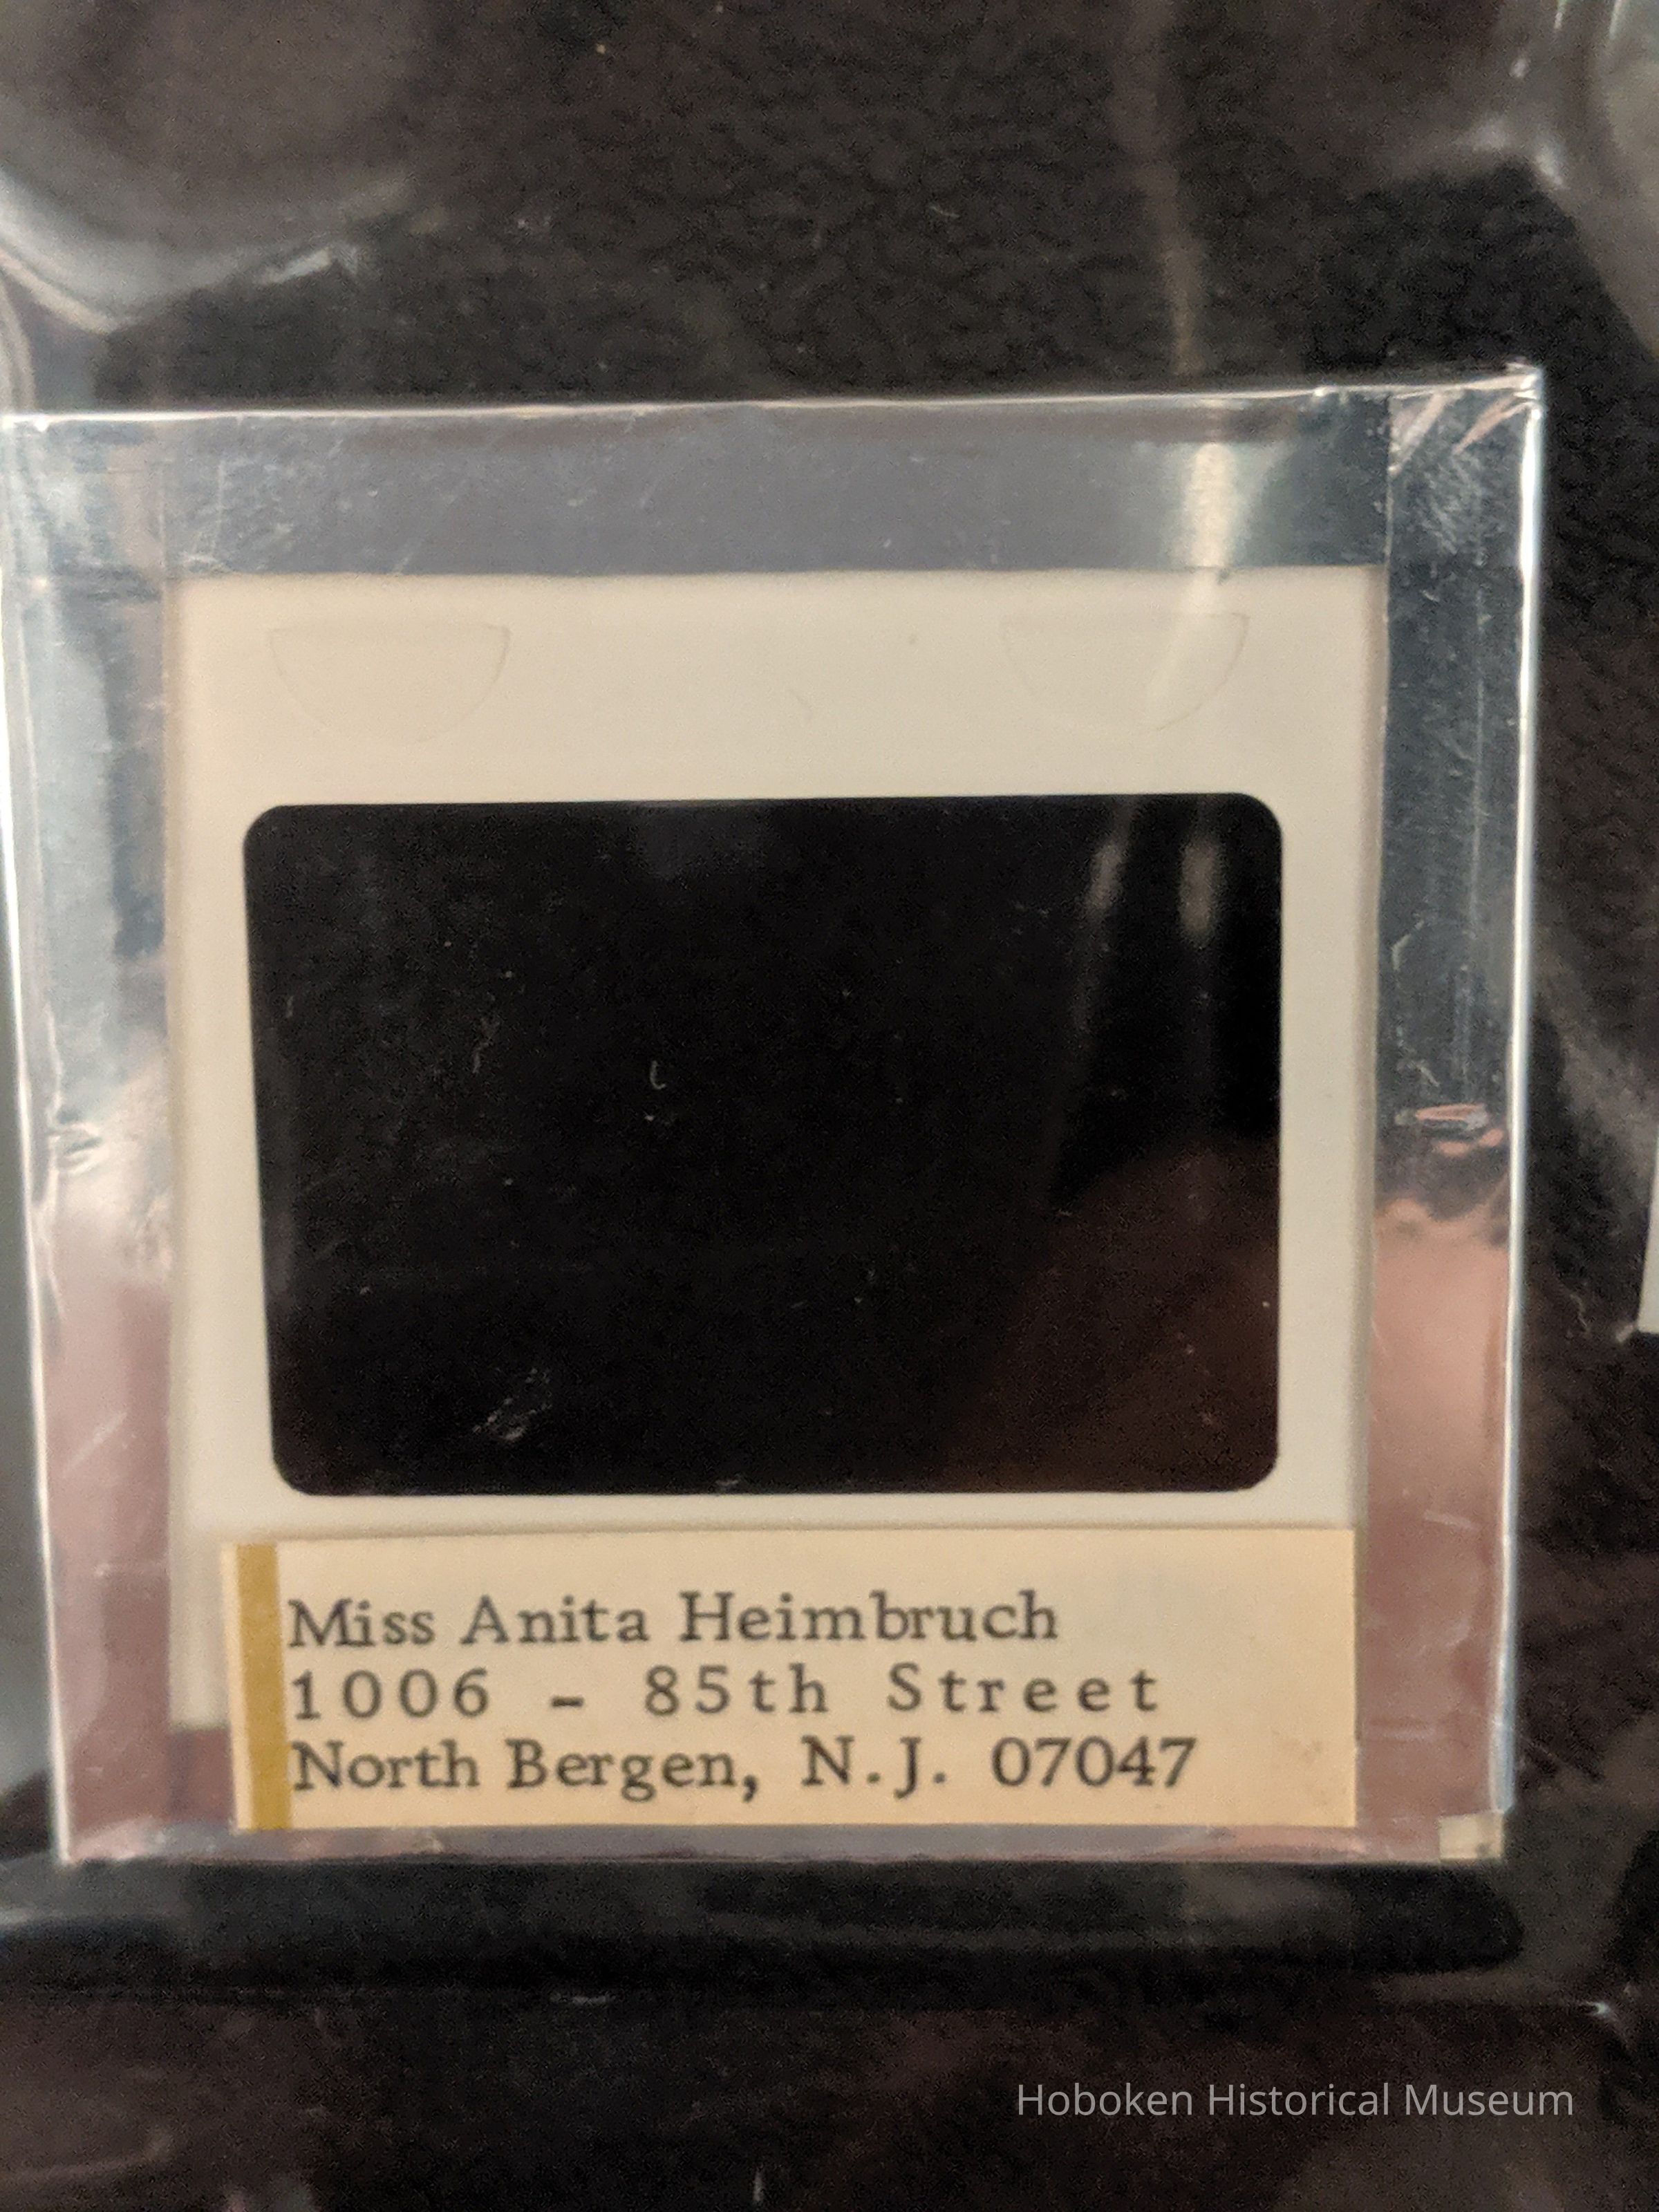 Miss Anita Heimbruch
1006 - 85th Street
North Bergen, N.J. 07047
Hoboken Historical Museum